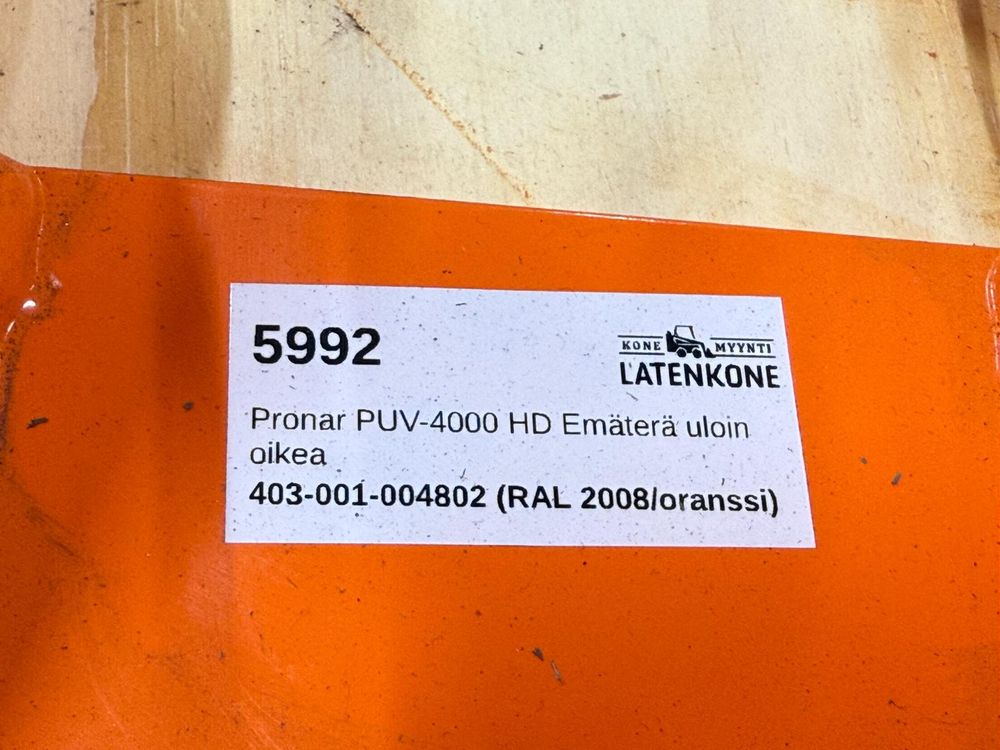 5992
KONE MYYNTI
LATENKONE
Pronar PUV-4000 HD Emäterä uloin
oikea
403-001-004802 (RAL 2008/oranssi)